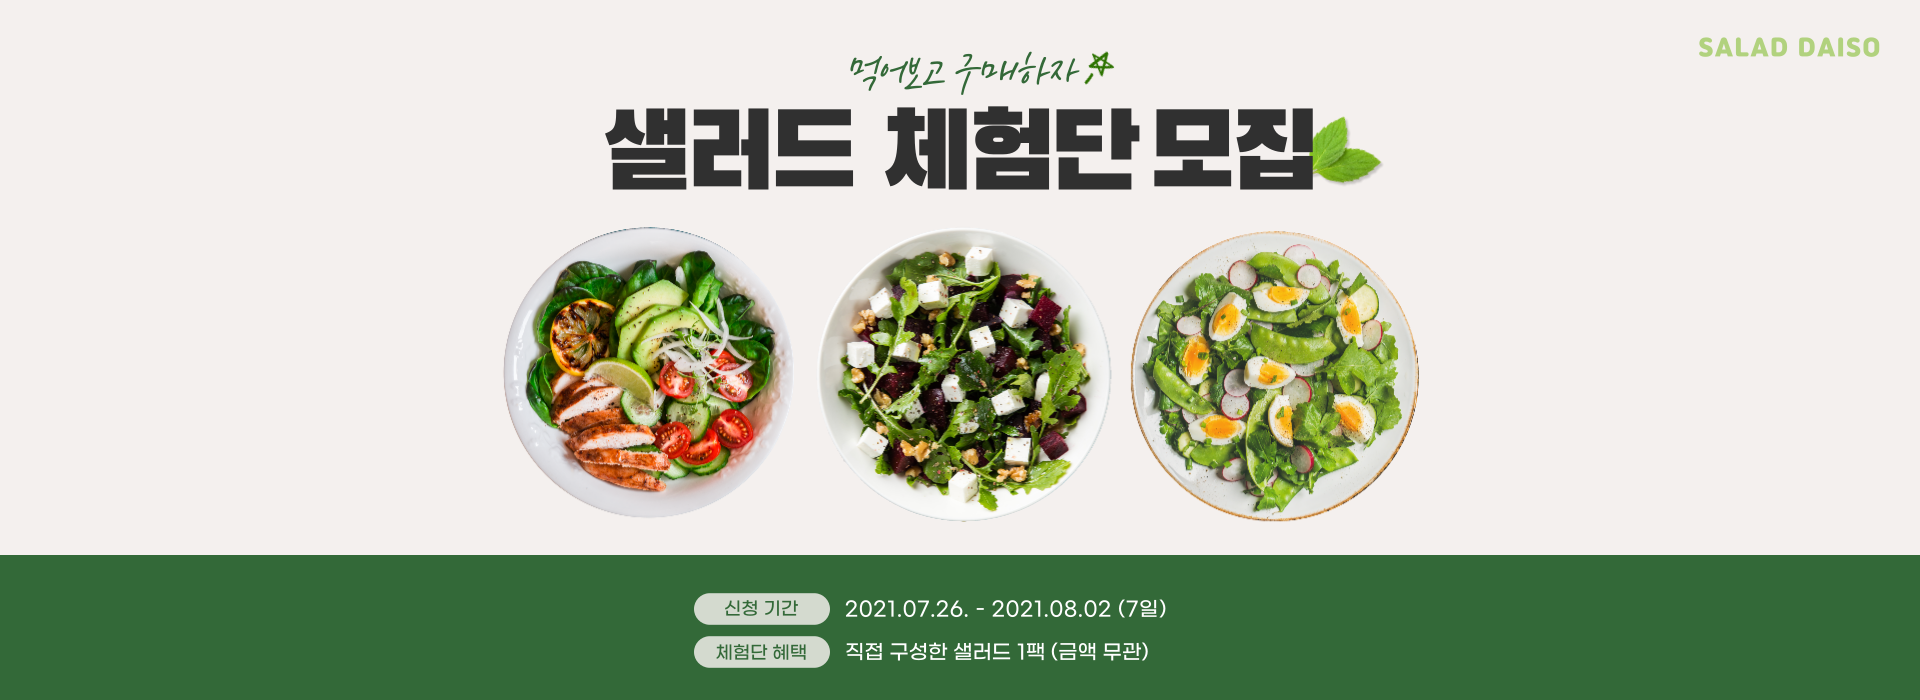 SALAD DAISO
먹어보고 구매하자
샐러드 체험단 모집
신청 기간 2021.07.26. - 2021.08.02 (7일)
체험단 혜택 직접 구성한 샐러드 1팩 (금액 무관)